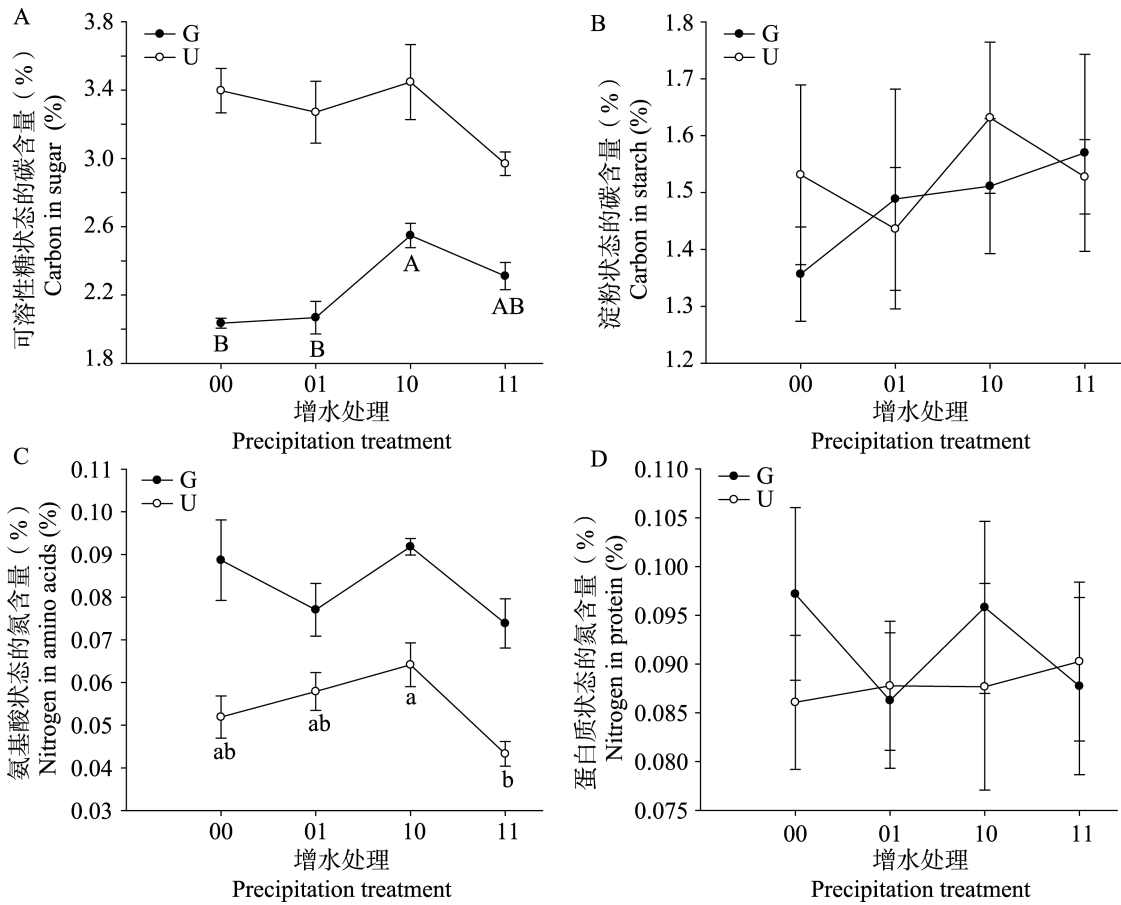 A
可溶性糖状态的碳含量（%）
Carbon in sugar (%)
3.8
3.4
3.0
2.6
2.2
1.8
G
U
B
B
A
AB
00
01
10
11
增水处理
Precipitation treatment
B
淀粉状态的碳含量（%）
Carbon in starch (%)
1.8
1.7
1.6
1.5
1.4
1.3
1.2
G
U
00
01
10
11
增水处理
Precipitation treatment
C
氨基酸状态的氮含量（%）
Nitrogen in amino acids (%)
0.11
0.10
0.09
0.08
0.07
0.06
0.05
0.04
0.03
G
U
ab
ab
a
b
00
01
10
11
增水处理
Precipitation treatment
D
蛋白质状态的氮含量（%）
Nitrogen in protein (%)
0.110
0.105
0.100
0.095
0.090
0.085
0.080
0.075
G
U
00
01
10
11
增水处理
Precipitation treatment